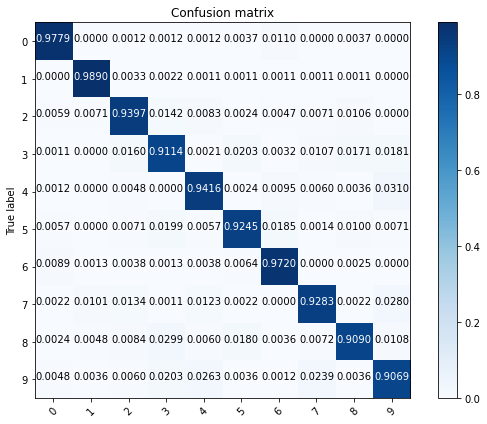 Confusion matrix
0 0.9779 0.0000 0.0012 0.0012 0.0012 0.0037 0.0110 0.0000 0.0037 0.0000
1 0.0000 0.9890 0.0033 0.0022 0.0011 0.0011 0.0011 0.0011 0.0011 0.0000
2 0.0059 0.0071 0.9397 0.0142 0.0083 0.0024 0.0047 0.0071 0.0106 0.0000
3 0.0011 0.0000 0.0160 0.9114 0.0021 0.0203 0.0032 0.0107 0.0171 0.0181
4 0.0012 0.0000 0.0048 0.0000 0.9416 0.0024 0.0095 0.0060 0.0036 0.0310
5 0.0057 0.0000 0.0071 0.0199 0.0057 0.9245 0.0185 0.0014 0.0100 0.0071
6 0.0089 0.0013 0.0038 0.0013 0.0038 0.0064 0.9720 0.0000 0.0025 0.0000
7 0.0022 0.0101 0.0134 0.0011 0.0123 0.0022 0.0000 0.9283 0.0022 0.0280
8 0.0024 0.0048 0.0084 0.0299 0.0060 0.0180 0.0036 0.0072 0.9090 0.0108
9 0.0048 0.0036 0.0060 0.0203 0.0263 0.0036 0.0012 0.0239 0.0036 0.9069
True label
0 1 2 3 4 5 6 7 8 9
0.8
0.6
0.4
0.2
0.0